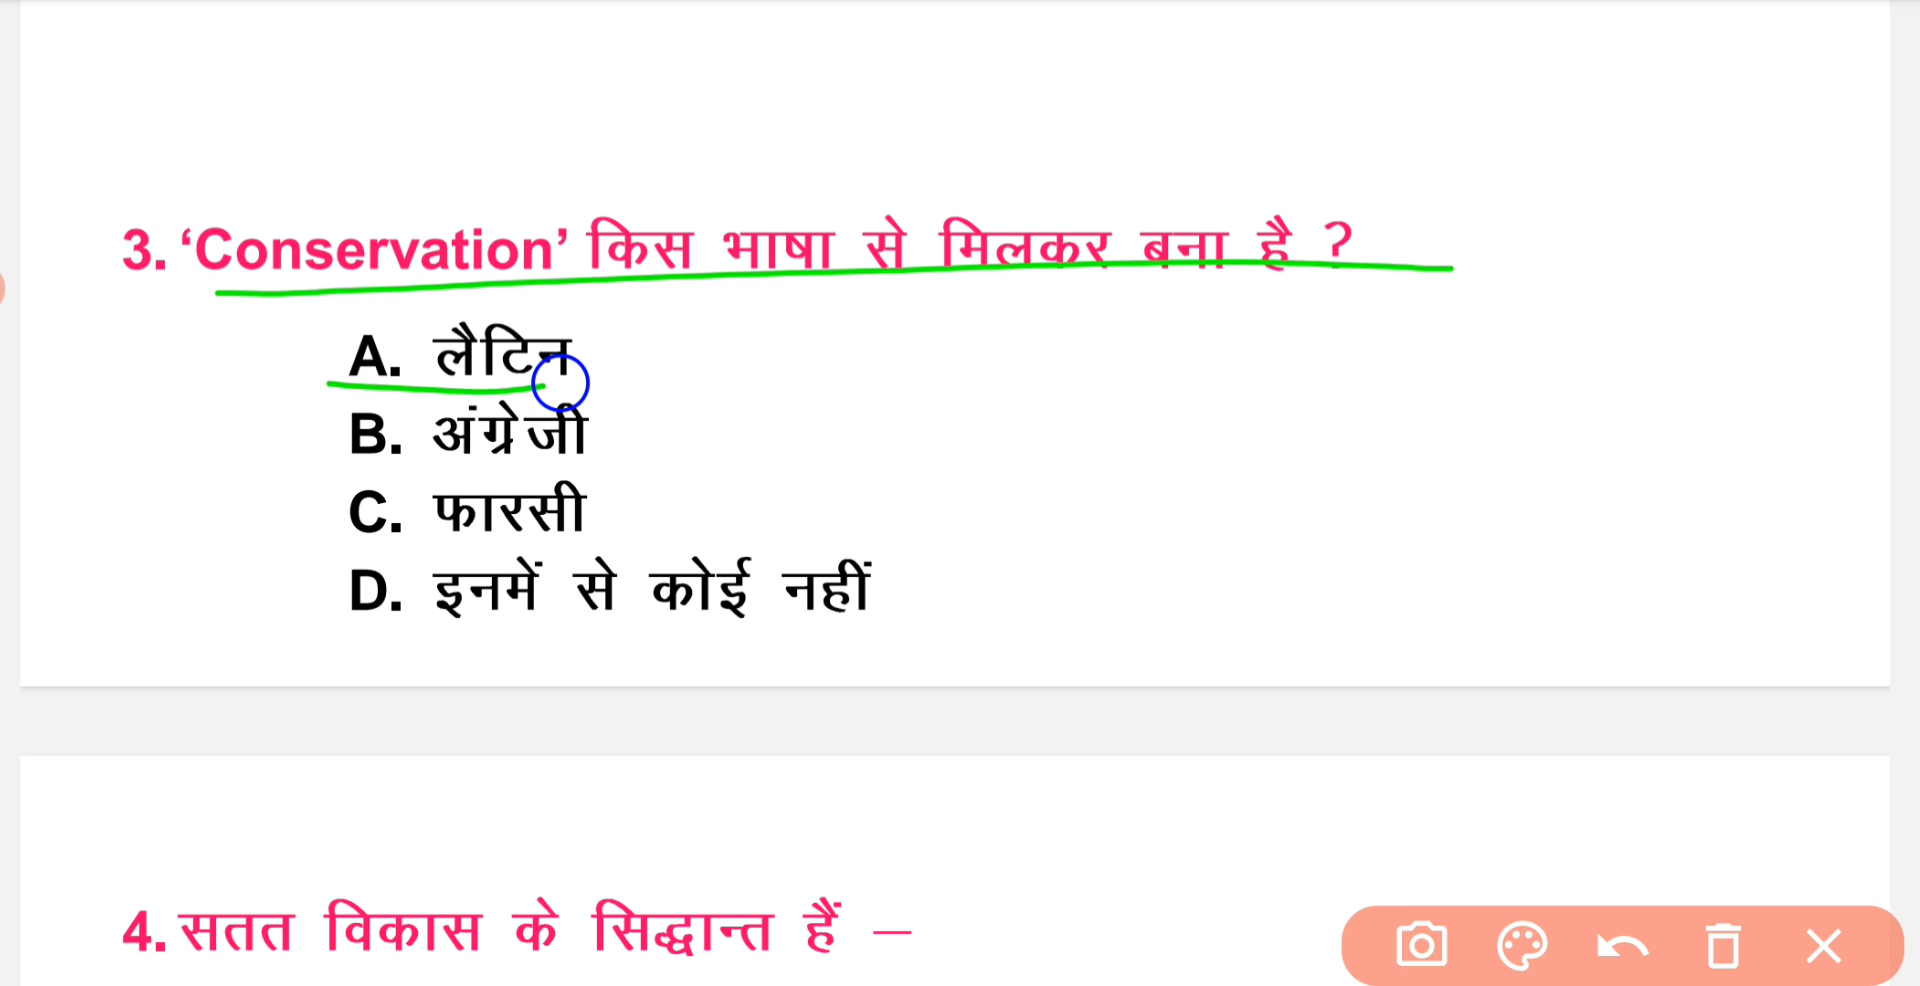 3. ‘Conservation’ किस भाषा से मिलकर बना है ?
A. लैटिन
B. अंग्रेजी
C. फारसी
D. इनमें से कोई नहीं
4. सतत विकास के सिद्धान्त हैं –